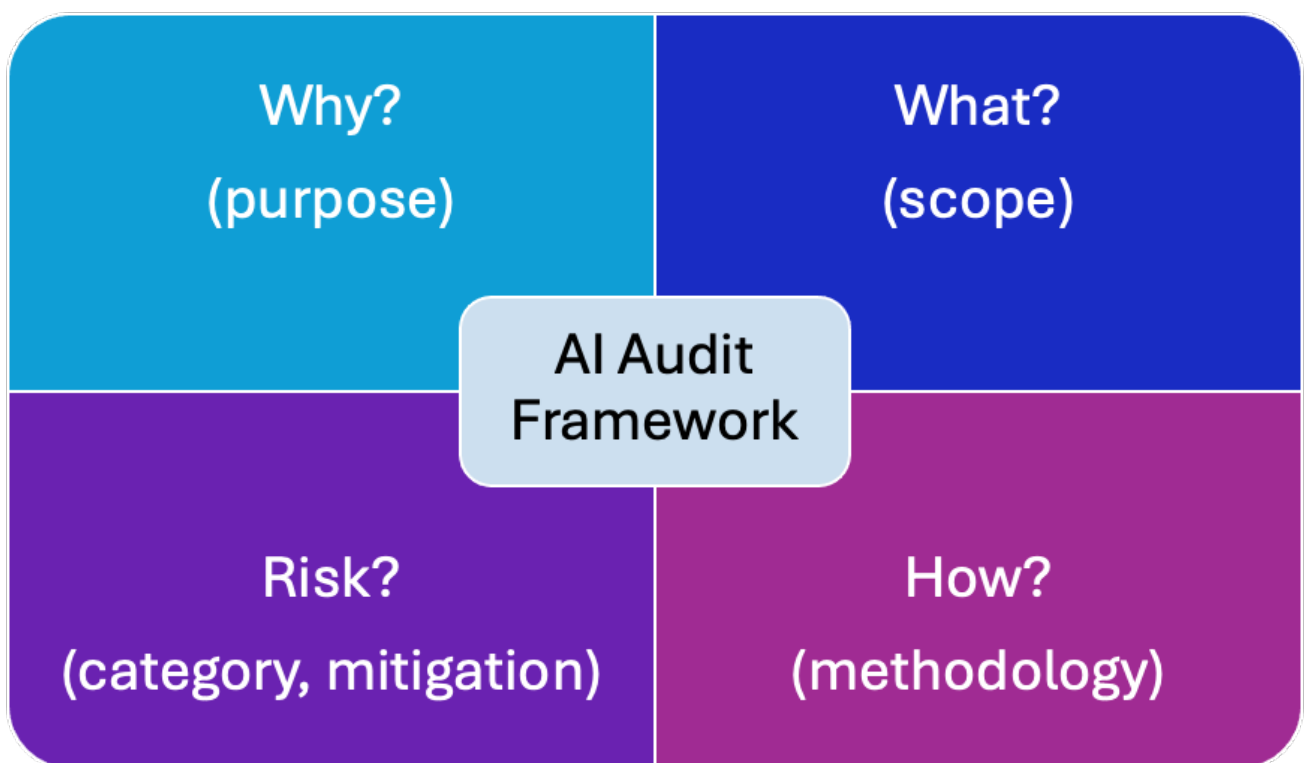 Why?
(purpose)
What?
(scope)
AI Audit
Framework
Risk?
(category, mitigation)
How?
(methodology)